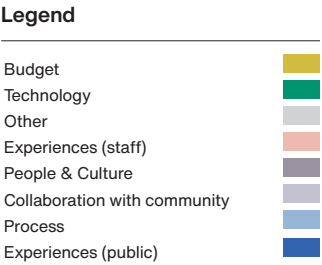 Legend
Budget
Technology
Other
Experiences (staff)
People & Culture
Collaboration with community
Process
Experiences (public)